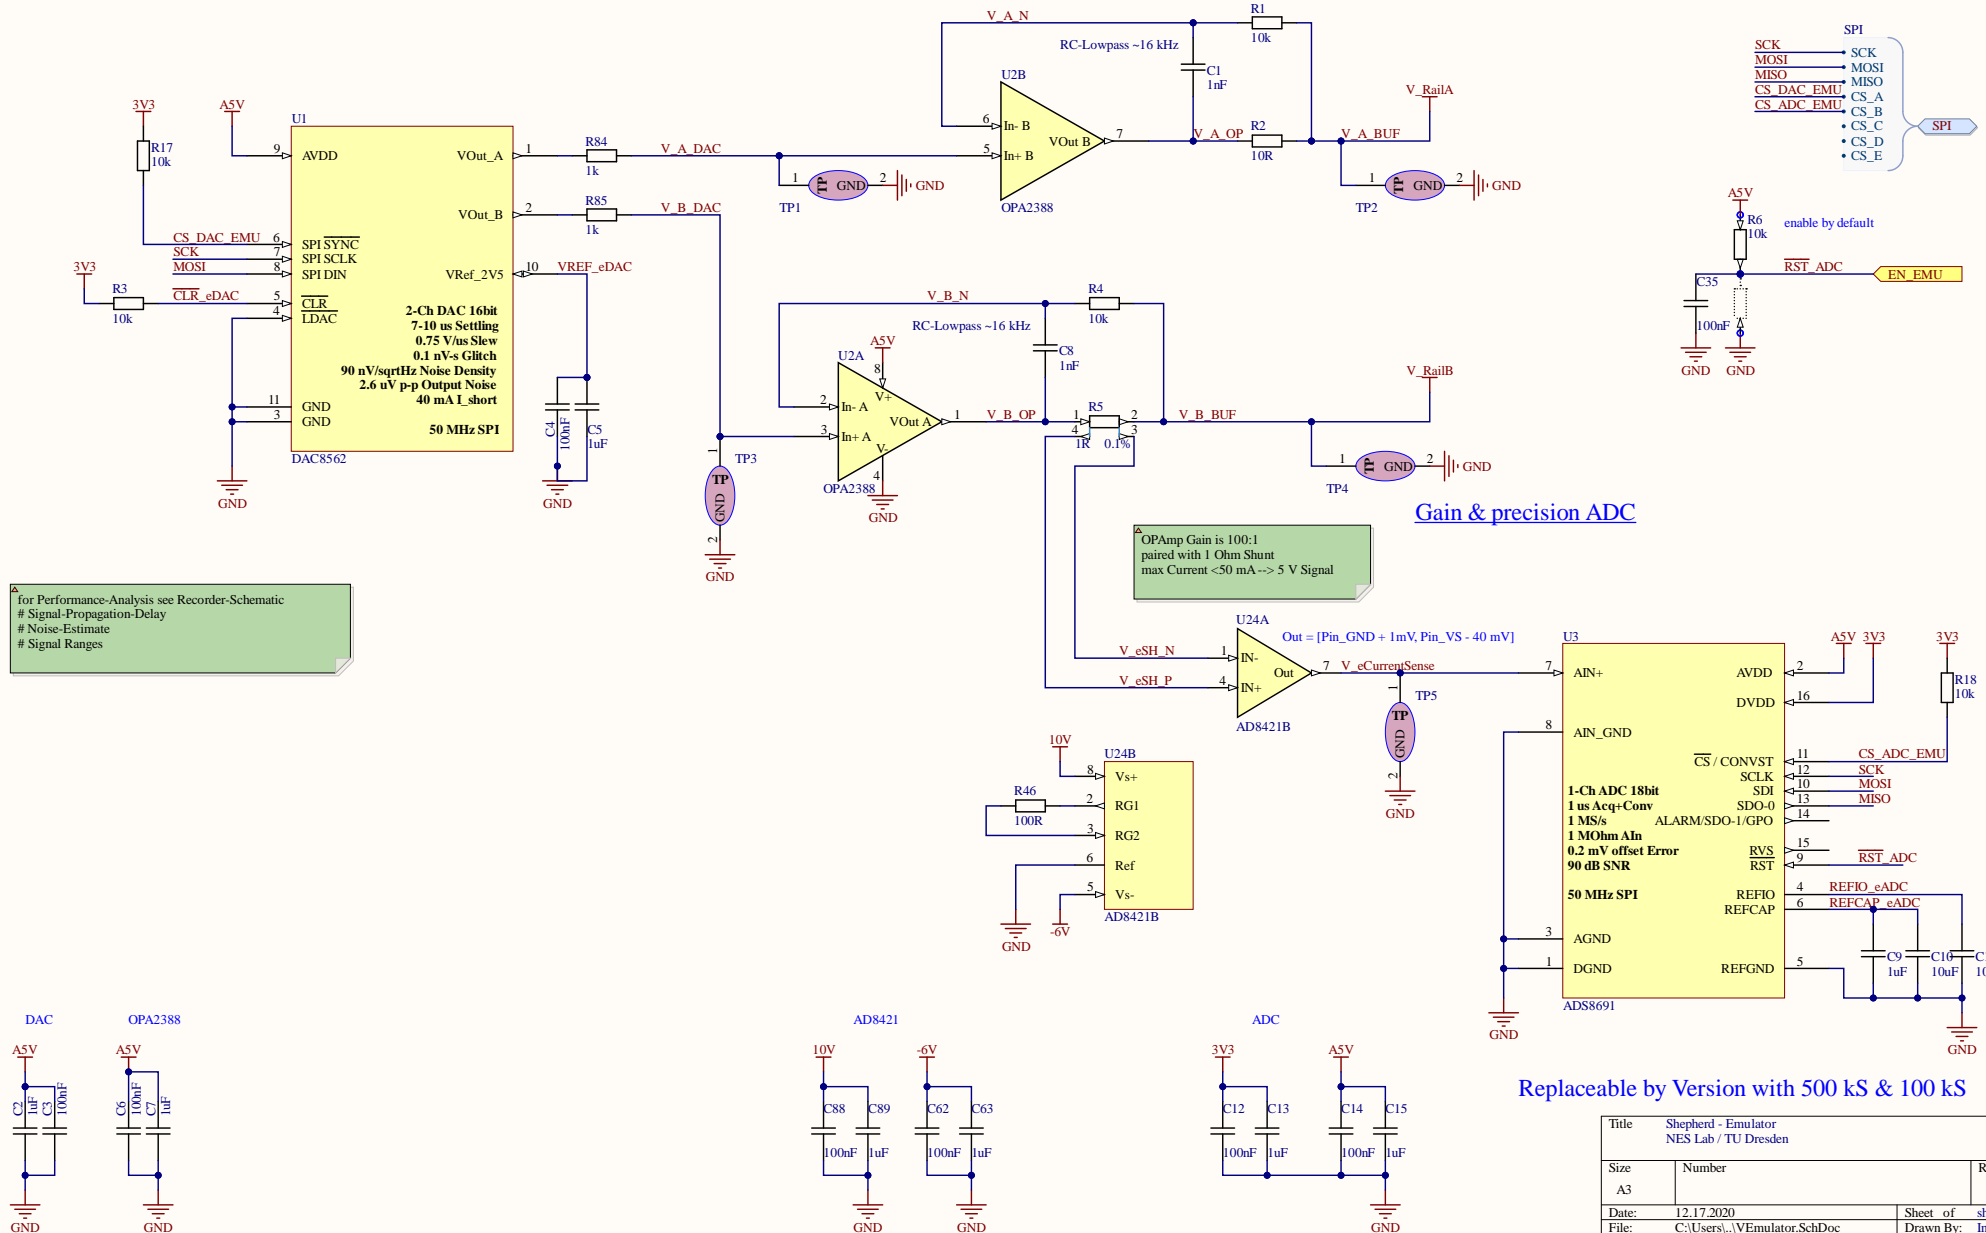 V_A_N
R1
10k
RC-Lowpass ~16 kHz
C1
1nF
U2B
6
In- B
5
In+ B
VOut B
7
OPA2388
V_A_OP
R2
10R
V_A_BUF
V_RailA
1
TP
GND
2
GND
TP2
SPI
SCK
MOSI
MISO
CS_DAC_EMU
CS_ADC_EMU
SCK
MOSI
MISO
CS_A
CS_B
CS_C
CS_D
CS_E
SPI
3V3
R17
10k
A5V
U1
9
AVDD
VOut_A
1
R84
1k
V_A_DAC
1
TP
GND
2
GND
TP1
VOut_B
2
R85
1k
V_B_DAC
CS_DAC_EMU
6
SPI SYNC
SCK
7
SPI SCLK
MOSI
8
SPI DIN
VRef_2V5
10
VREF_eDAC
3V3
R3
10k
CLR_eDAC
5
CLR
4
LDAC
2-Ch DAC 16bit
7-10 us Settling
0.75 V/us Slew
0.1 nV-s Glitch
90 nV/sqrtHz Noise Density
2.6 uV p-p Output Noise
40 mA I_short
50 MHz SPI
11
GND
3
GND
DAC8562
GND
C4
100nF
C5
1uF
GND
A5V
R6
10k
enable by default
RST_ADC
EN_EMU
C35
100nF
GND
GND
V_B_N
R4
10k
RC-Lowpass ~16 kHz
C8
1nF
U2A
A5V
8
V+
2
In- A
3
In+ A
VOut A
1
V-
4
OPA2388
GND
V_B_OP
1
R5
2
4
3
1R
0.1%
V_B_BUF
V_RailB
1
TP
GND
2
GND
TP4
1
TP3
TP
GND
2
GND
Gain & precision ADC
OPAmp Gain is 100:1
paired with 1 Ohm Shunt
max Current <50 mA --> 5 V Signal
for Performance-Analysis see Recorder-Schematic
# Signal-Propagation-Delay
# Noise-Estimate
# Signal Ranges
U24A
Out = [Pin_GND + 1mV, Pin_VS - 40 mV]
V_eSH_N
1
IN-
V_eSH_P
4
IN+
Out
7
V_eCurrentSense
AD8421B
1
TP5
TP
GND
2
GND
10V
U24B
8
Vs+
R46
100R
2
RG1
3
RG2
6
Ref
5
Vs-
AD8421B
GND
-6V
U3
7
AIN+
8
AIN_GND
1-Ch ADC 18bit
1 us Acq+Conv
1 MS/s
1 MOhm AIn
0.2 mV offset Error
90 dB SNR
50 MHz SPI
3
AGND
1
DGND
ADS8691
GND
A5V
3V3
3V3
AVDD
2
DVDD
16
R18
10k
CS / CONVST
11
CS_ADC_EMU
SCLK
12
SCK
SDI
10
MOSI
SDO-0
13
MISO
ALARM/SDO-1/GPO
14
RVS
15
RST
9
RST_ADC
REFIO
4
REFIO_eADC
REFCAP
6
REFCAP_eADC
REFGND
5
C9
1uF
C10
10uF
GND
DAC
A5V
C2
1uF
C3
100nF
GND
OPA2388
A5V
C6
100nF
C7
1uF
GND
AD8421
10V
C88
100nF
C89
1uF
GND
-6V
C62
100nF
C63
1uF
GND
ADC
3V3
C12
100nF
C13
1uF
A5V
C14
100nF
C15
1uF
GND
Replaceable by Version with 500 kS & 100 kS
Title
Shepherd - Emulator
NES Lab / TU Dresden
Size
A3
Number
Date:
12.17.2020
Sheet of
File:
C:\Users\..\VEmulator.SchDoc
Drawn By: